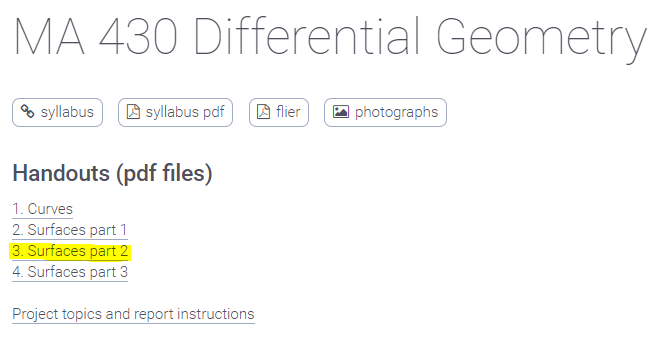 MA 430 Differential Geometry
syllabus syllabus pdf flier photographs
Handouts (pdf files)
1. Curves
2. Surfaces part 1
3. Surfaces part 2
4. Surfaces part 3
Project topics and report instructions